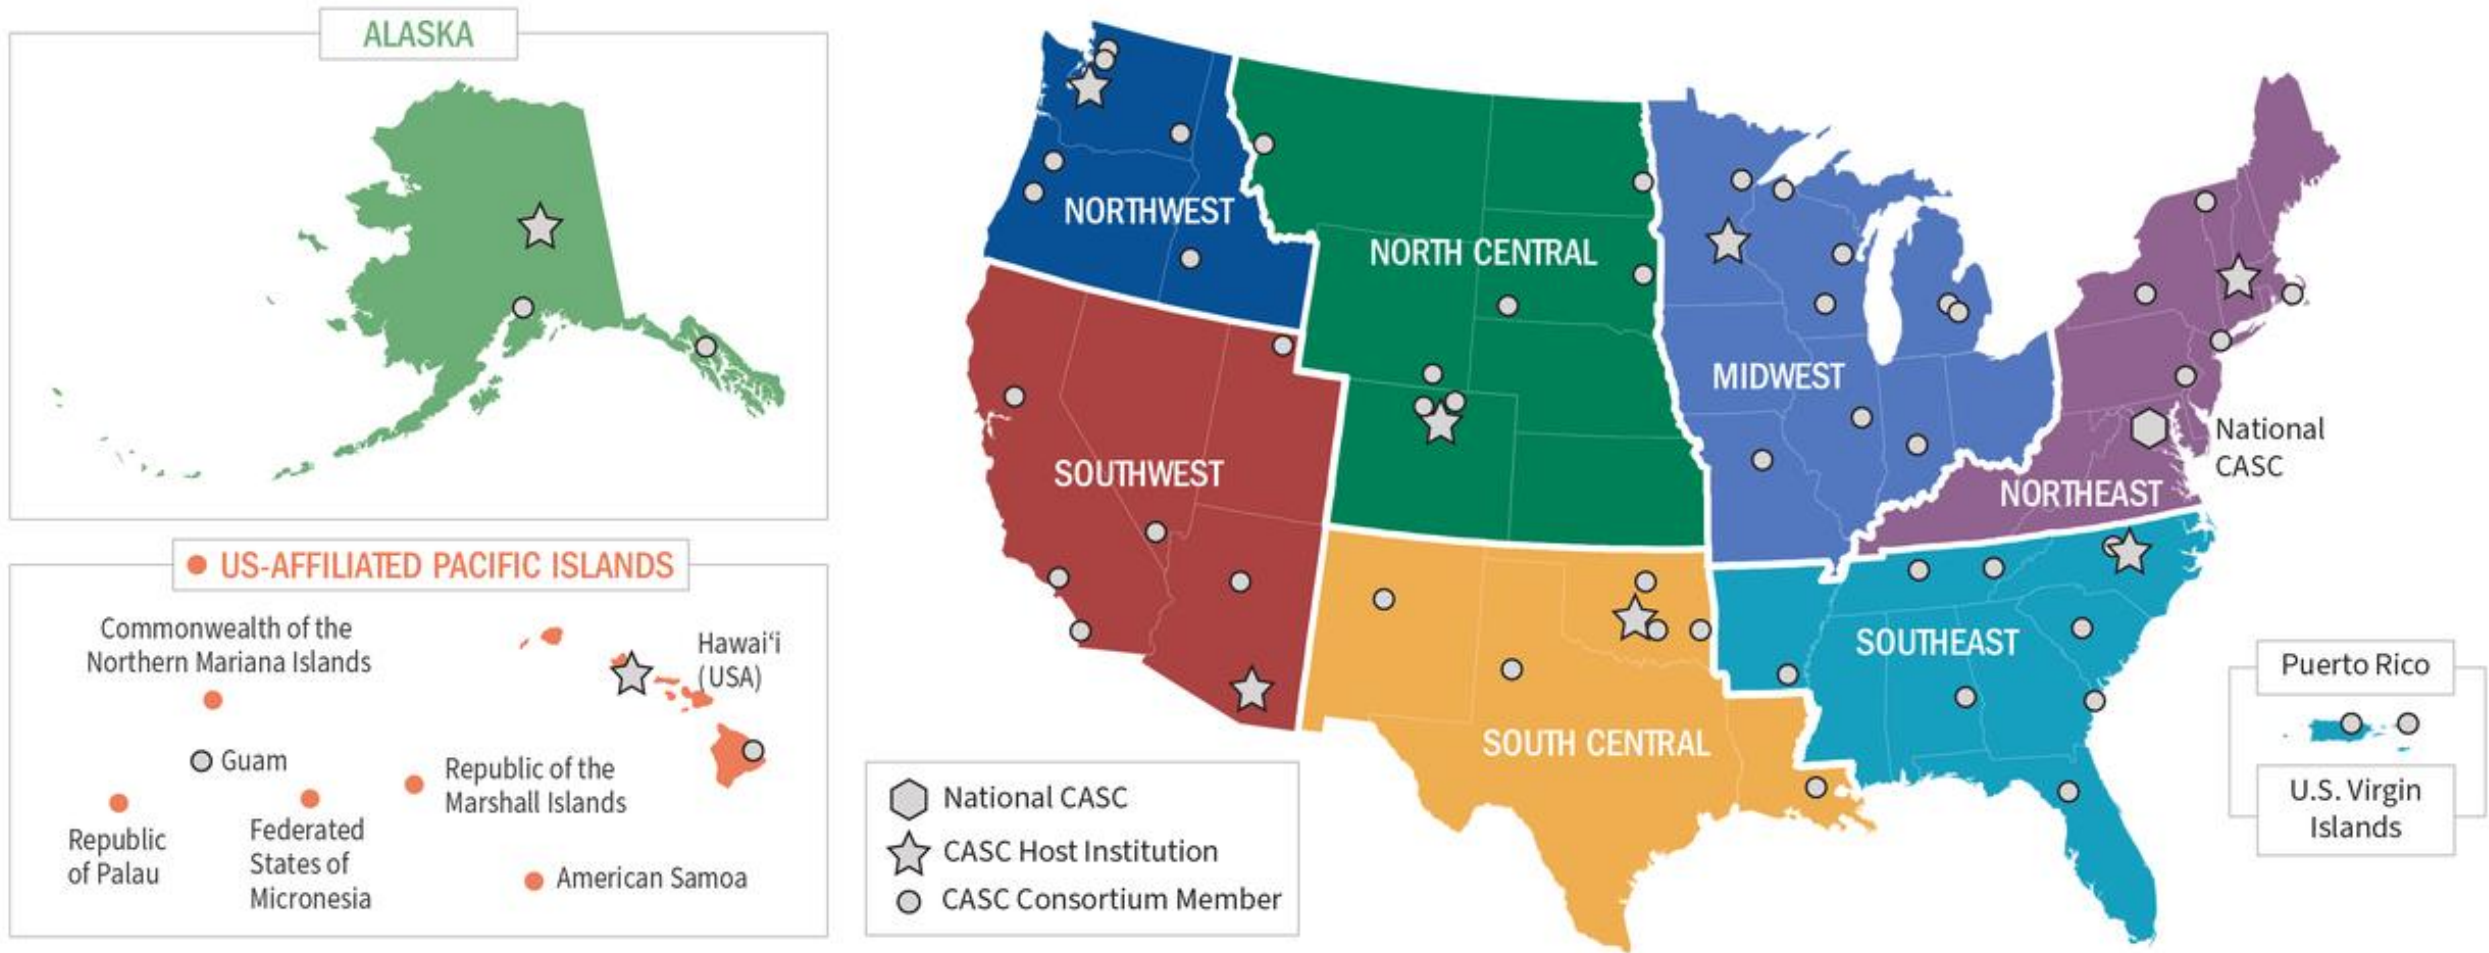 ALASKA
US-AFFILIATED PACIFIC ISLANDS
Commonwealth of the
Northern Mariana Islands
Hawai‘i
(USA)
Guam
Republic of the
Marshall Islands
Republic
of Palau
Federated
States of
Micronesia
American Samoa
NORTHWEST
NORTH CENTRAL
MIDWEST
National
CASC
SOUTHWEST
NORTHEAST
SOUTHEAST
SOUTH CENTRAL
Puerto Rico
U.S. Virgin
Islands
National CASC
CASC Host Institution
CASC Consortium Member